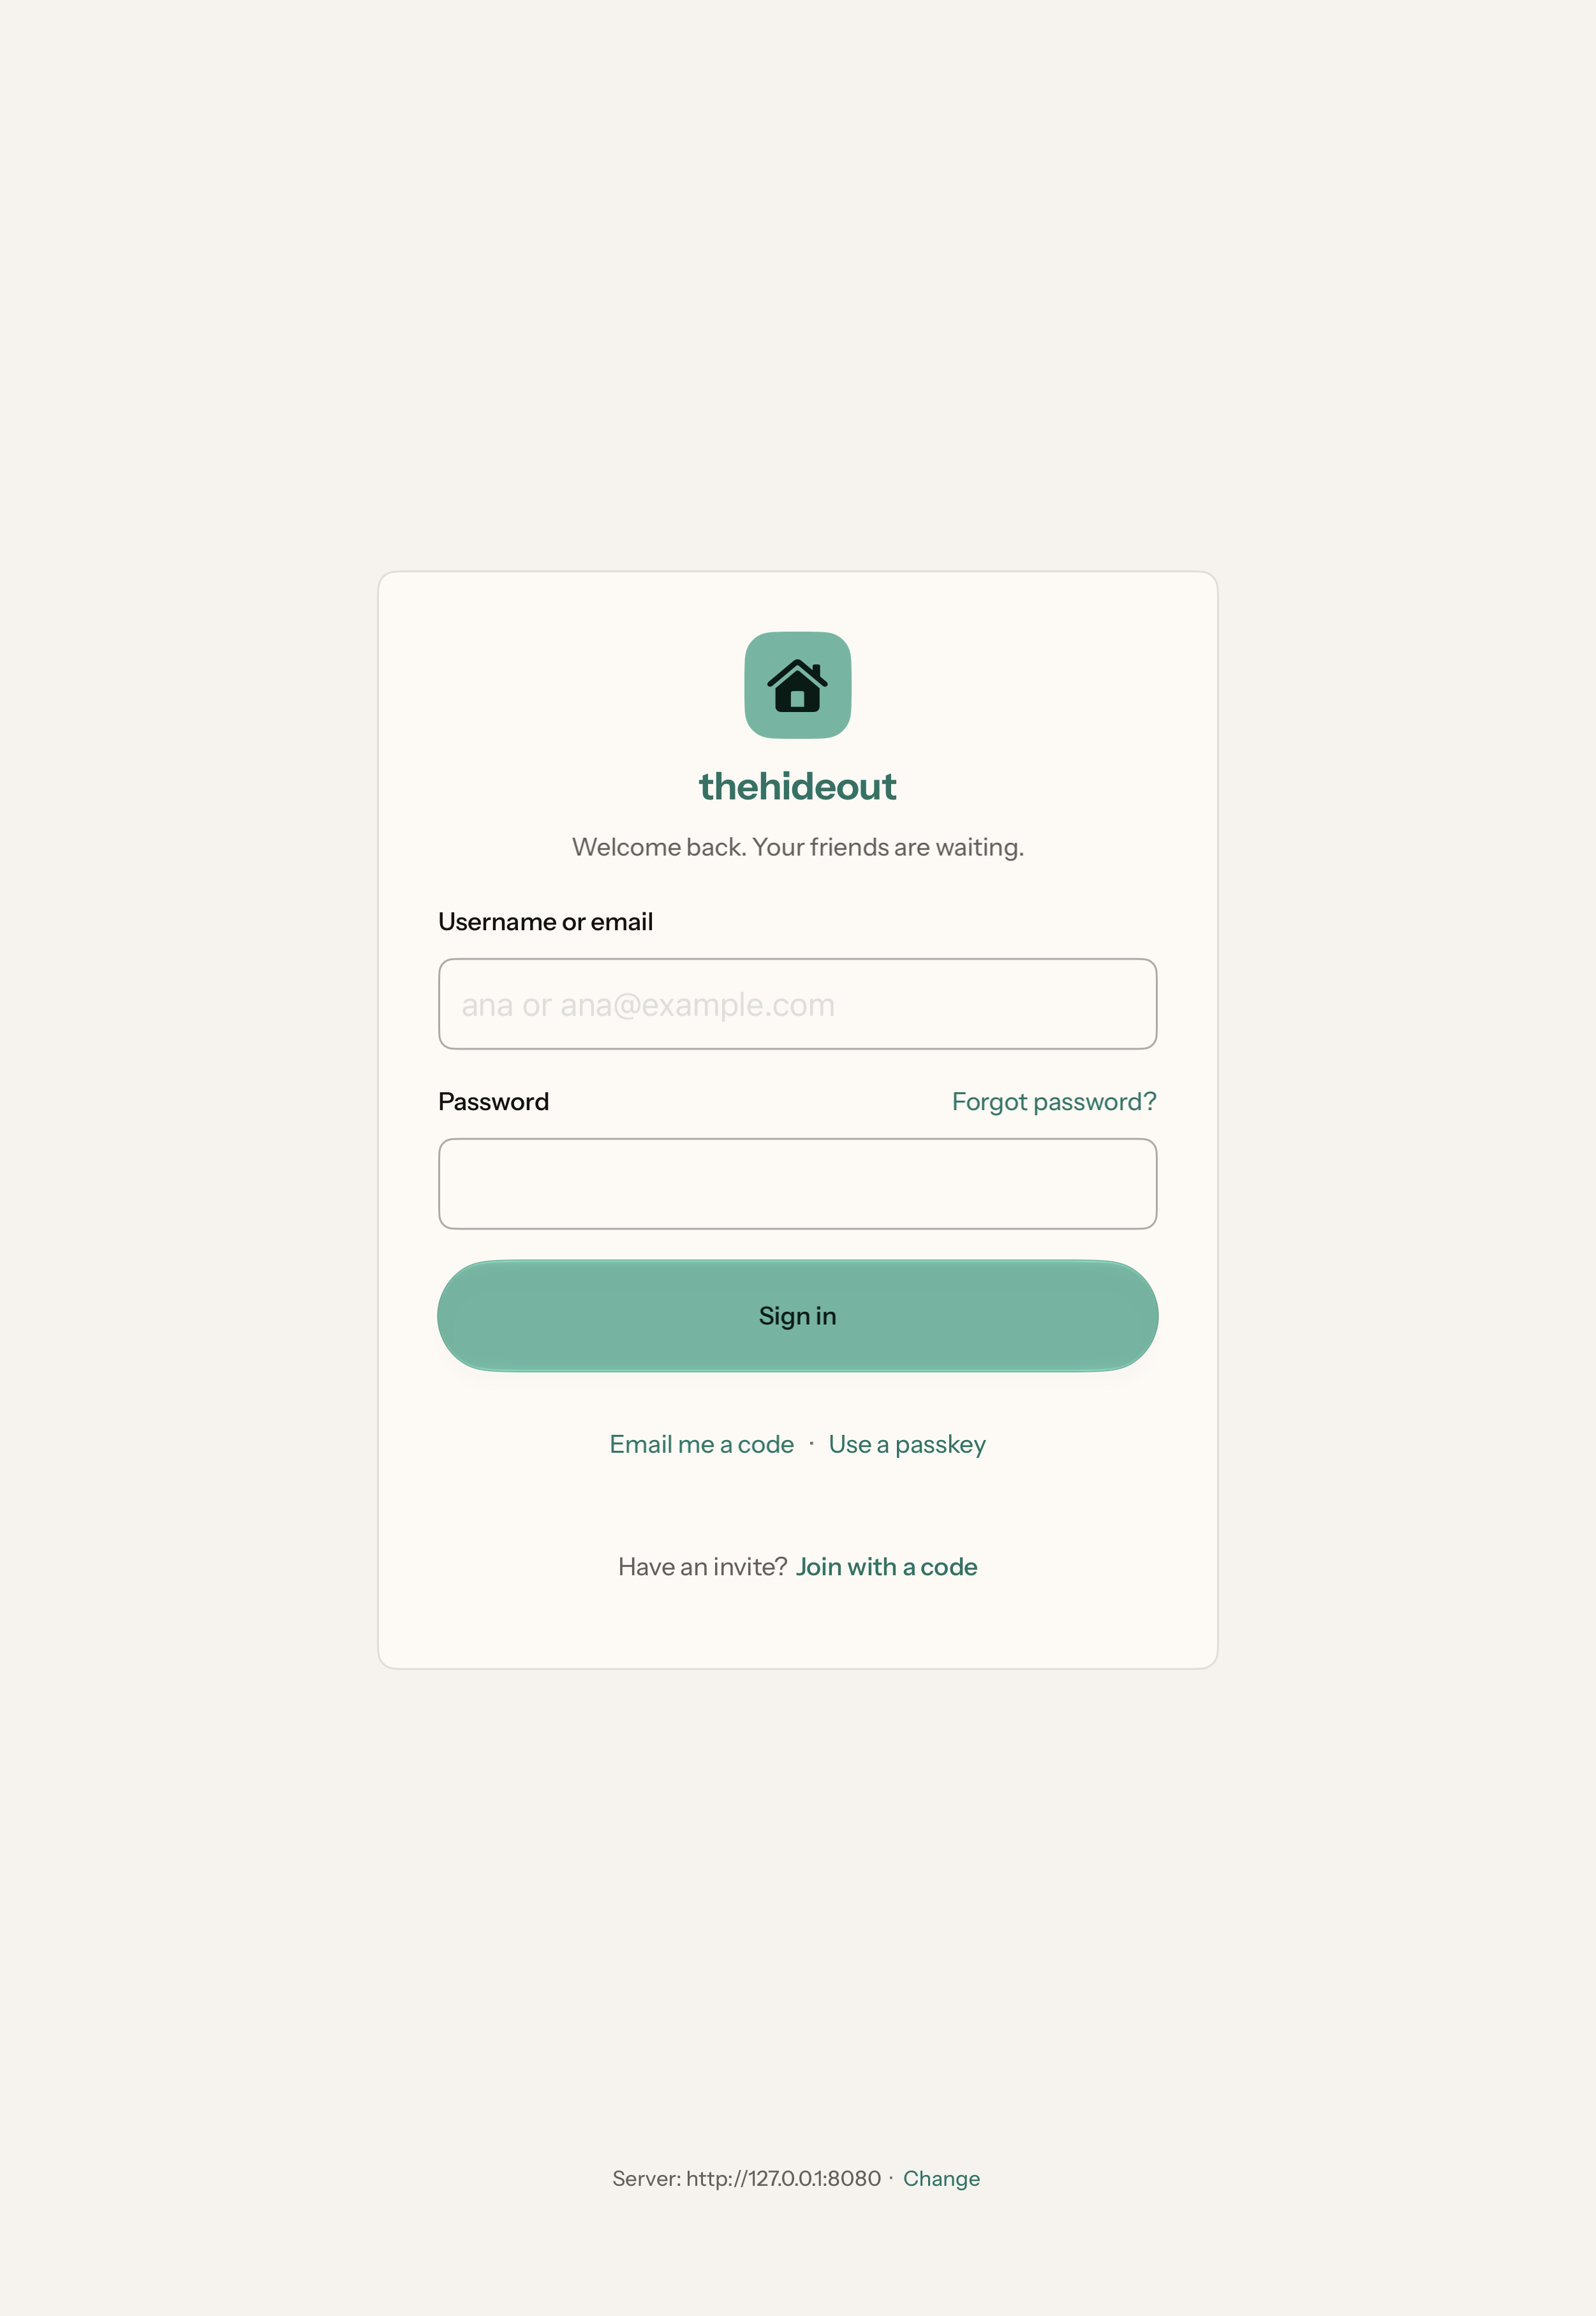 thehideout
Welcome back. Your friends are waiting.
Username or email
ana or ana@example.com
Password Forgot password?
Sign in
Email me a code · Use a passkey
Have an invite? Join with a code
Server: http://127.0.0.1:8080 · Change